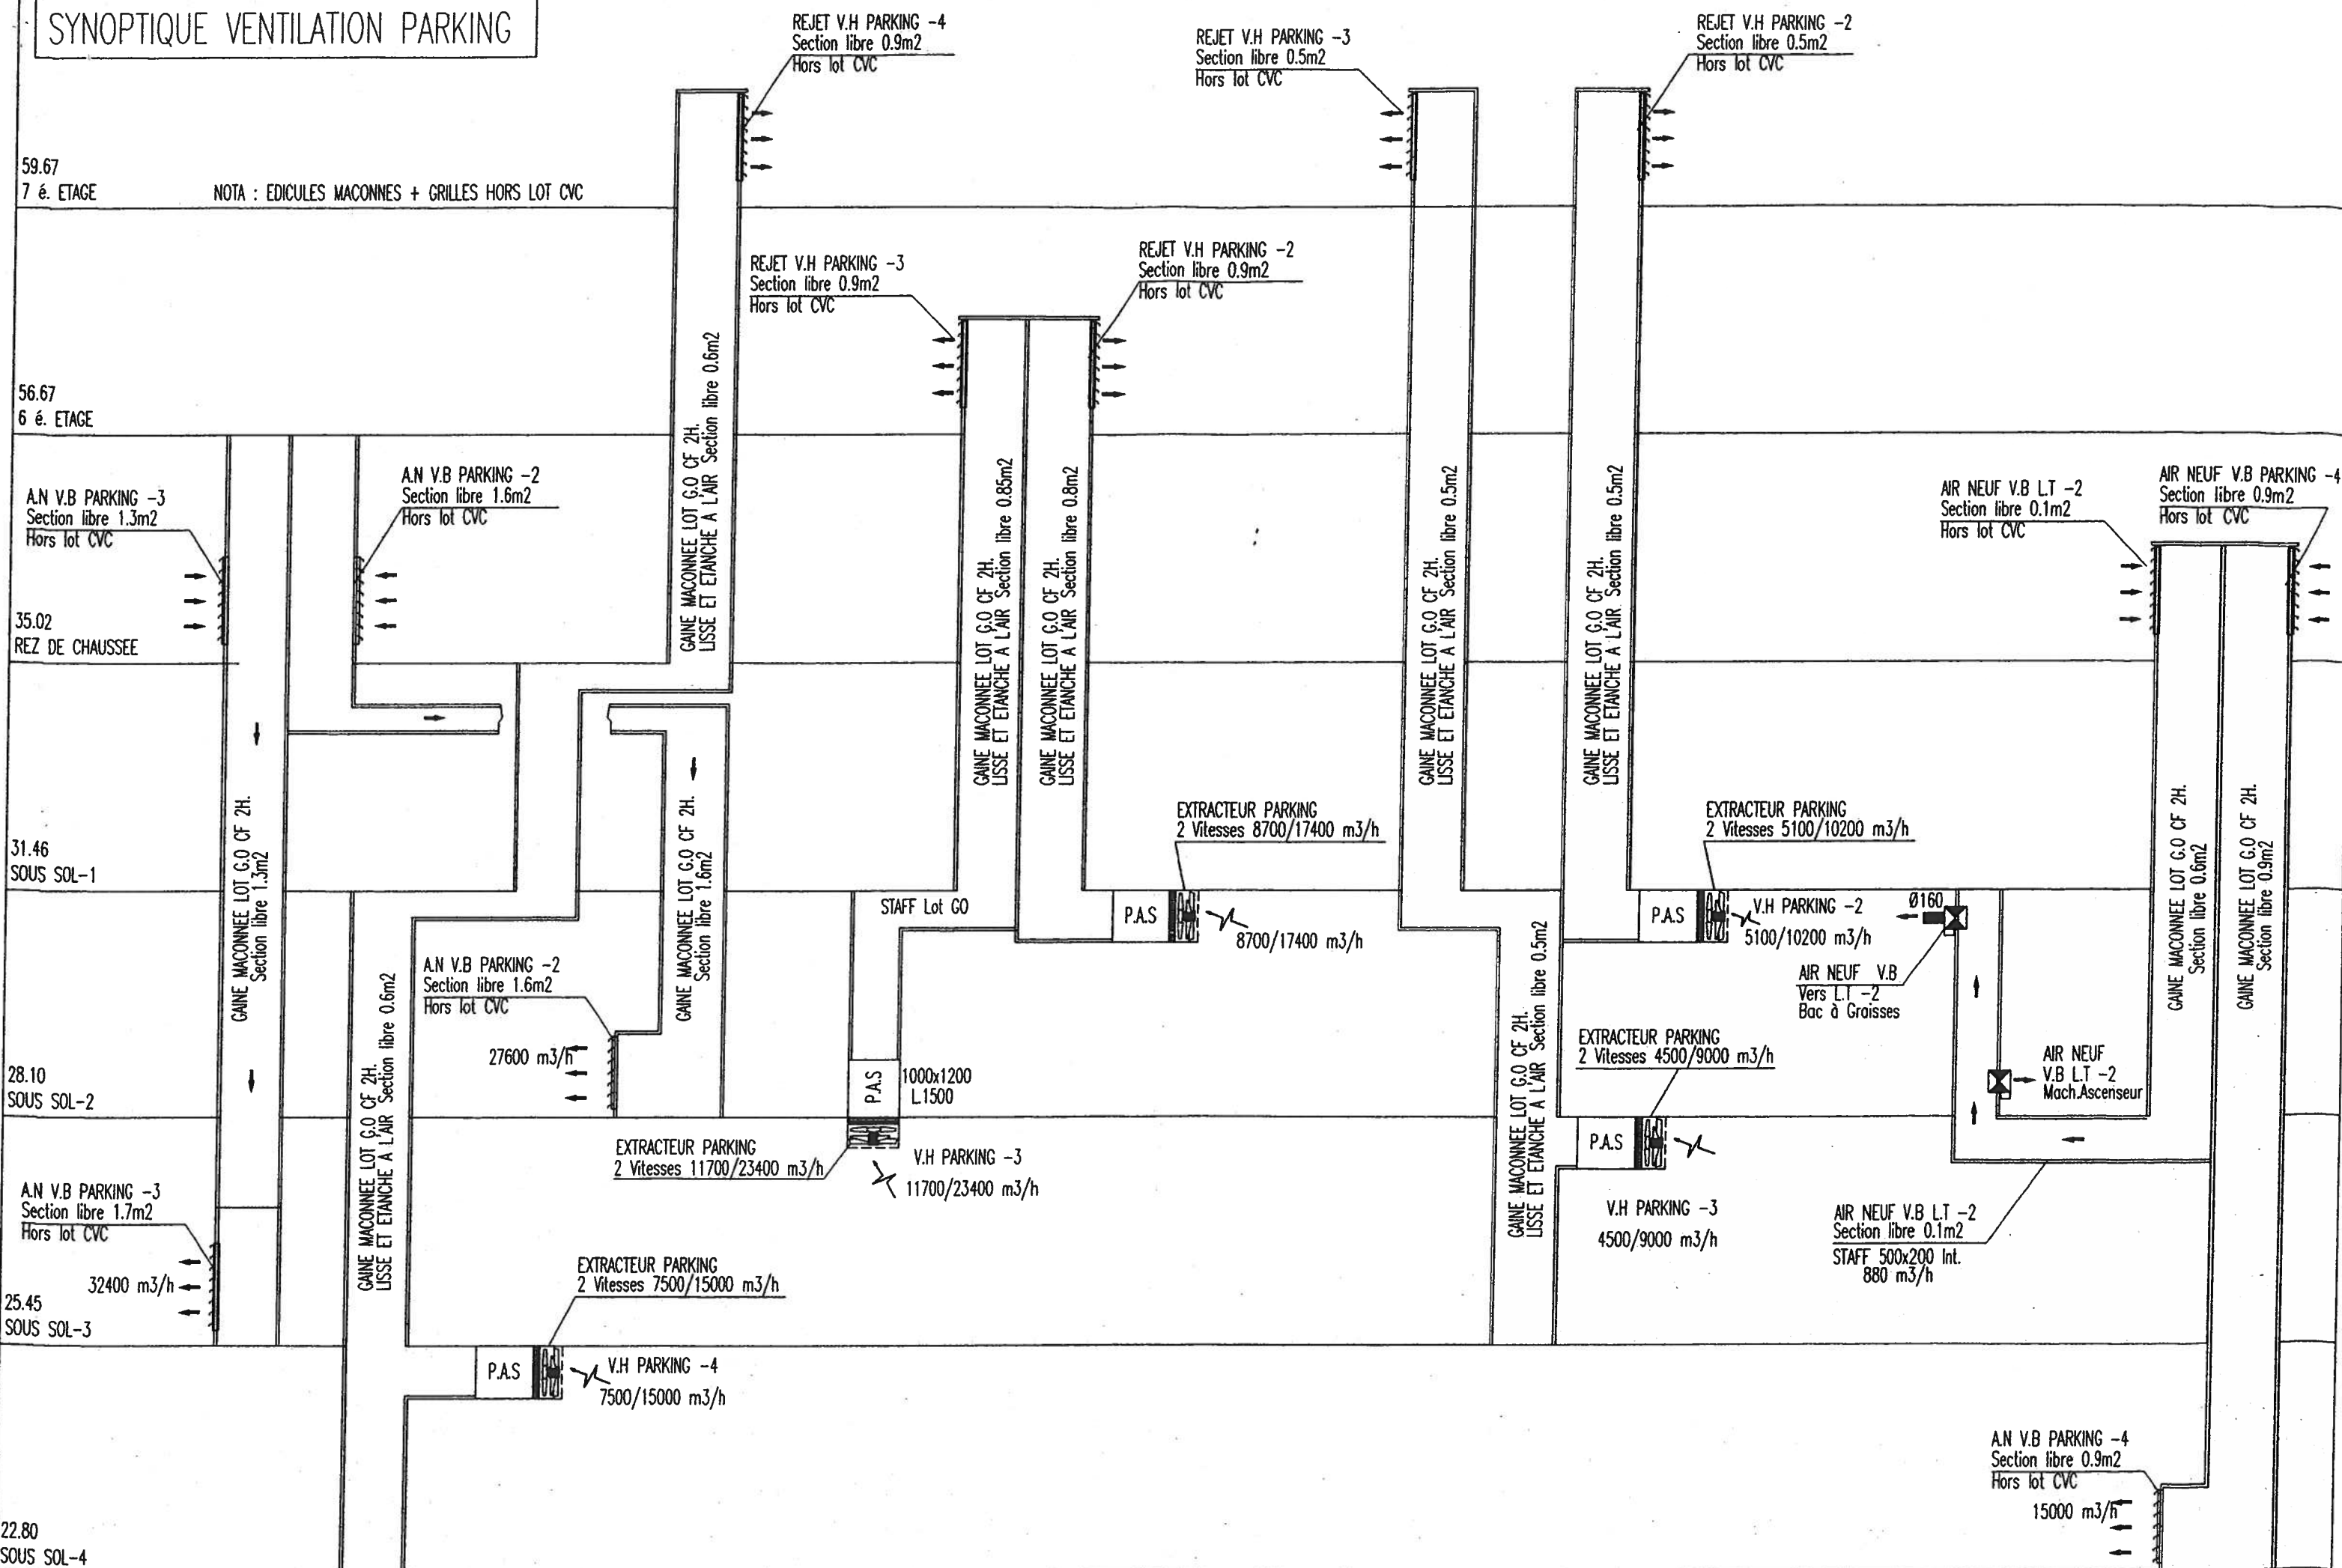 SYNOPTIQUE VENTILATION PARKING
REJET V.H PARKING -4
Section libre 0.9m2
Hors lot CVC
REJET V.H PARKING -3
Section libre 0.5m2
Hors lot CVC
REJET V.H PARKING -2
Section libre 0.5m2
Hors lot CVC
59.67
7 é. ETAGE
NOTA : EDICULES MACONNES + GRILLES HORS LOT CVC
REJET V.H PARKING -3
Section libre 0.9m2
Hors lot CVC
REJET V.H PARKING -2
Section libre 0.9m2
Hors lot CVC
56.67
6 é. ETAGE
A.N V.B PARKING -3
Section libre 1.3m2
Hors lot CVC
A.N V.B PARKING -2
Section libre 1.6m2
Hors lot CVC
GAINE MACONNEE LOT G.O CF 2H.
LISSE ET ETANCHE A L'AIR Section libre 0.6m2
GAINE MACONNEE LOT G.O CF 2H.
LISSE ET ETANCHE A L'AIR Section libre 0.85m2
GAINE MACONNEE LOT G.O CF 2H.
LISSE ET ETANCHE A L'AIR Section libre 0.8m2
GAINE MACONNEE LOT G.O CF 2H.
LISSE ET ETANCHE A L'AIR Section libre 0.5m2
GAINE MACONNEE LOT G.O CF 2H.
LISSE ET ETANCHE A L'AIR Section libre 0.5m2
AIR NEUF V.B L.T -2
Section libre 0.1m2
Hors lot CVC
AIR NEUF V.B PARKING -4
Section libre 0.9m2
Hors lot CVC
35.02
REZ DE CHAUSSEE
GAINE MACONNEE LOT G.O CF 2H.
Section libre 1.3m2
GAINE MACONNEE LOT G.O CF 2H.
Section libre 1.6m2
EXTRACTEUR PARKING
2 Vitesses 8700/17400 m3/h
EXTRACTEUR PARKING
2 Vitesses 5100/10200 m3/h
GAINE MACONNEE LOT G.O CF 2H.
Section libre 0.6m2
GAINE MACONNEE LOT G.O CF 2H.
Section libre 0.9m2
31.46
SOUS SOL-1
STAFF Lot GO
P.A.S
8700/17400 m3/h
P.A.S
V.H PARKING -2
5100/10200 m3/h
Ø160
AIR NEUF V.B
Vers L.T -2
Bac à Graisses
A.N V.B PARKING -2
Section libre 1.6m2
Hors lot CVC
27600 m3/h
GAINE MACONNEE LOT G.O CF 2H.
LISSE ET ETANCHE A L'AIR Section libre 0.6m2
GAINE MACONNEE LOT G.O CF 2H.
LISSE ET ETANCHE A L'AIR Section libre 0.5m2
EXTRACTEUR PARKING
2 Vitesses 4500/9000 m3/h
AIR NEUF
V.B L.T -2
Mach.Ascenseur
28.10
SOUS SOL-2
P.A.S
1000x1200
L.1500
EXTRACTEUR PARKING
2 Vitesses 11700/23400 m3/h
V.H PARKING -3
11700/23400 m3/h
P.A.S
V.H PARKING -3
4500/9000 m3/h
AIR NEUF V.B L.T -2
Section libre 0.1m2
STAFF 500x200 Int.
880 m3/h
A.N V.B PARKING -3
Section libre 1.7m2
Hors lot CVC
32400 m3/h
25.45
SOUS SOL-3
EXTRACTEUR PARKING
2 Vitesses 7500/15000 m3/h
P.A.S
V.H PARKING -4
7500/15000 m3/h
A.N V.B PARKING -4
Section libre 0.9m2
Hors lot CVC
15000 m3/h
22.80
SOUS SOL-4